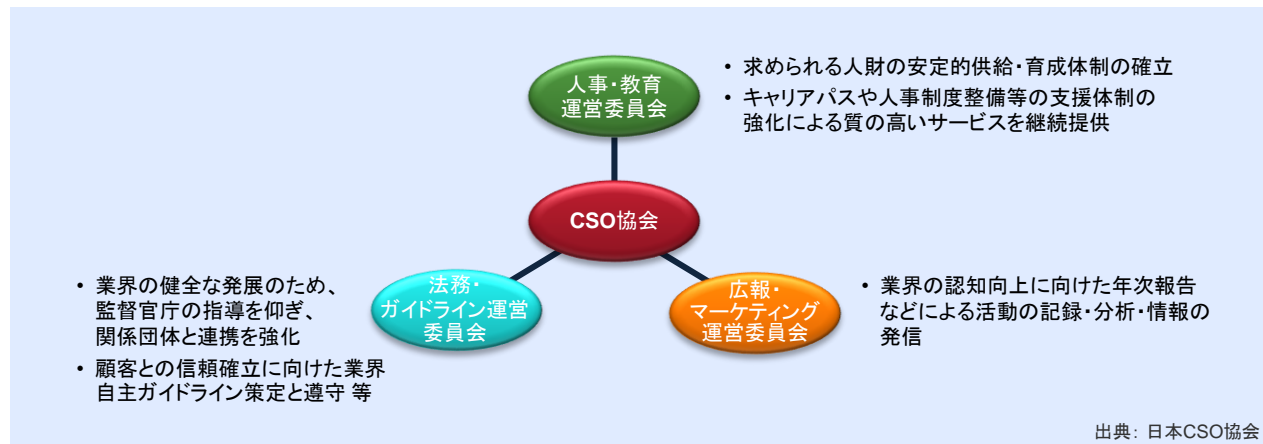 人事・教育
運営委員会
• 求められる人財の安定的供給・育成体制の確立
• キャリアパスや人事制度整備等の支援体制の
強化による質の高いサービスを継続提供
CSO協会
• 業界の健全な発展のため、
監督官庁の指導を仰ぎ、
関係団体と連携を強化
• 顧客との信頼確立に向けた業界
自主ガイドライン策定と遵守 等
法務・
ガイドライン運営
委員会
広報・
マーケティング
運営委員会
• 業界の認知向上に向けた年次報告
などによる活動の記録・分析・情報の
発信
出典： 日本CSO協会